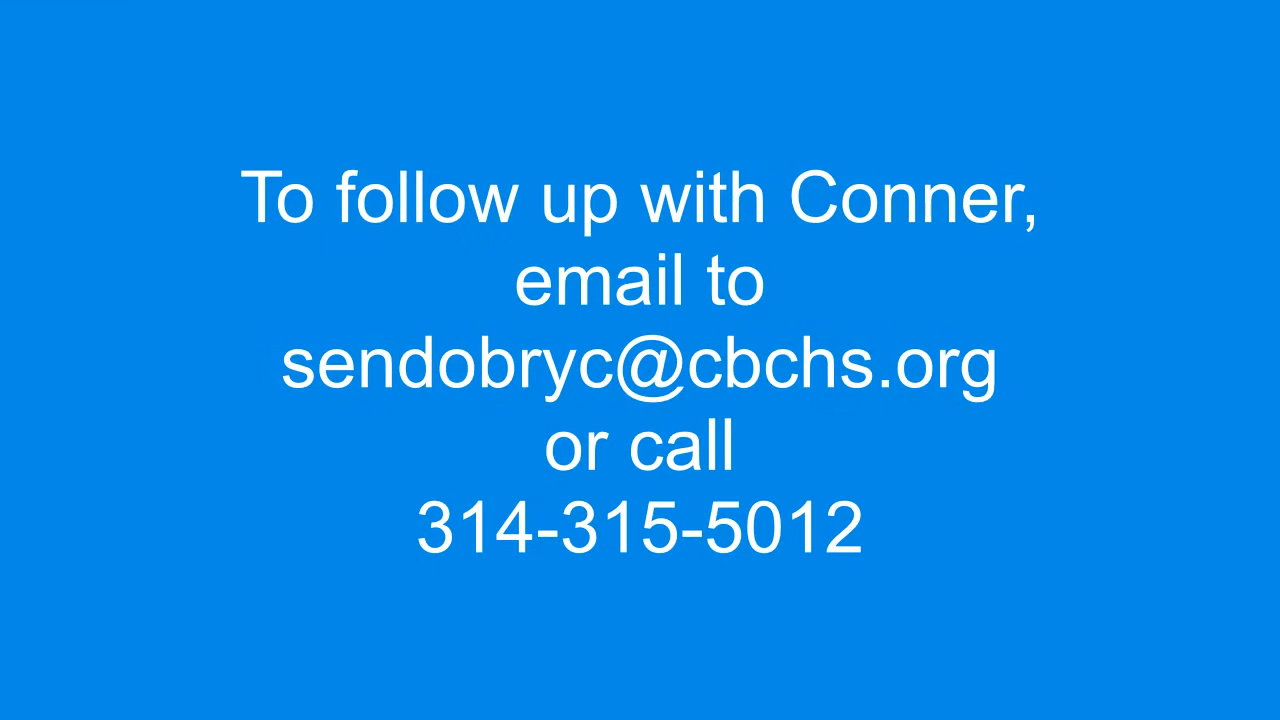 To follow up with Conner,
email to
sendobryc@cbchs.org
or call
314-315-5012